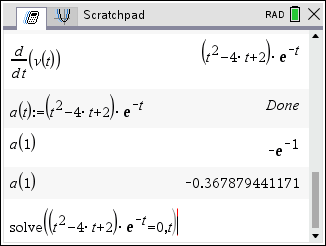 Scratchpad RAD
d/dt(v(t)) (t²−4·t+2)·e⁻ᵗ
a(t):=(t²−4·t+2)·e⁻ᵗ Done
a(1) −e⁻¹
a(1) −0.367879441171
solve((t²−4·t+2)·e⁻ᵗ=0,t)